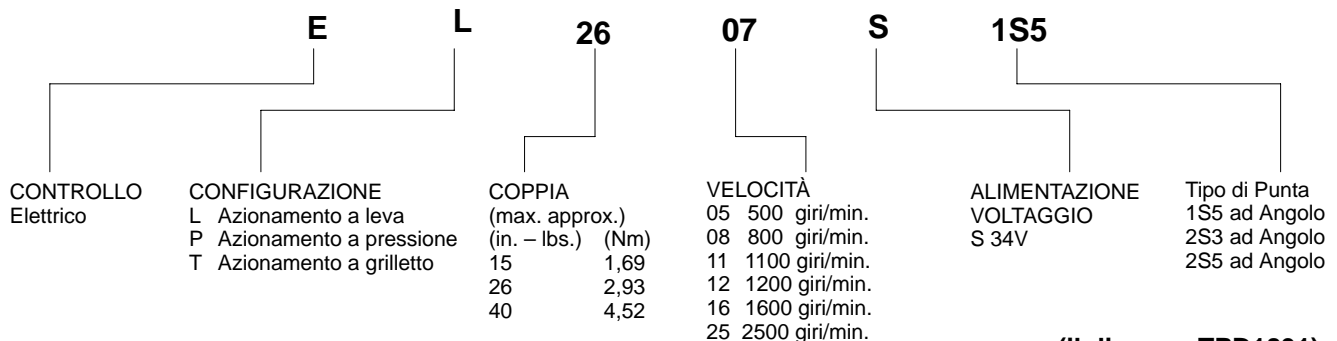 E L 26 07 S 1S5
CONTROLLO
Elettrico
CONFIGURAZIONE
L Azionamento a leva
P Azionamento a pressione
T Azionamento a grilletto
COPPIA
(max. approx.)
(in. – lbs.) (Nm)
15 1,69
26 2,93
40 4,52
VELOCITÀ
05 500 giri/min.
08 800 giri/min.
11 1100 giri/min.
12 1200 giri/min.
16 1600 giri/min.
25 2500 giri/min.
ALIMENTAZIONE
VOLTAGGIO
S 34V
Tipo di Punta
1S5 ad Angolo
2S3 ad Angolo
2S5 ad Angolo